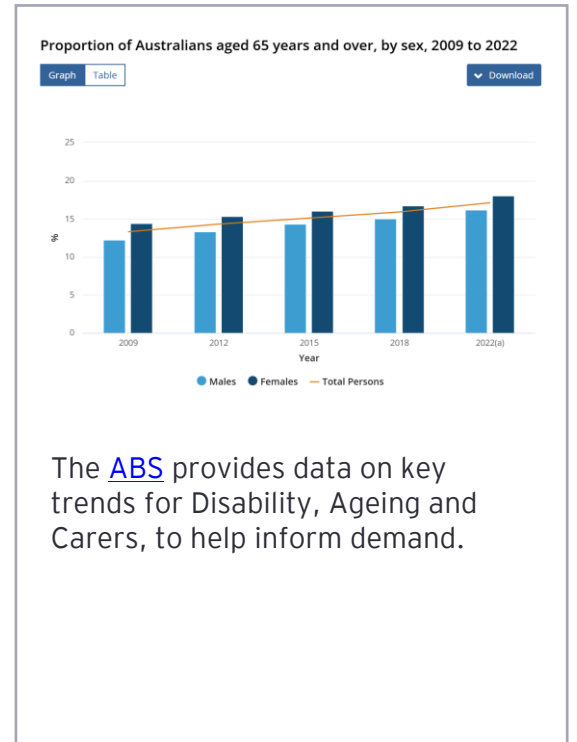 Proportion of Australians aged 65 years and over, by sex, 2009 to 2022
Graph Table Download
25
20
15
10
5
0
%
2009 2012 2015 2018 2022(a)
Year
Males Females Total Persons
The ABS provides data on key
trends for Disability, Ageing and
Carers, to help inform demand.